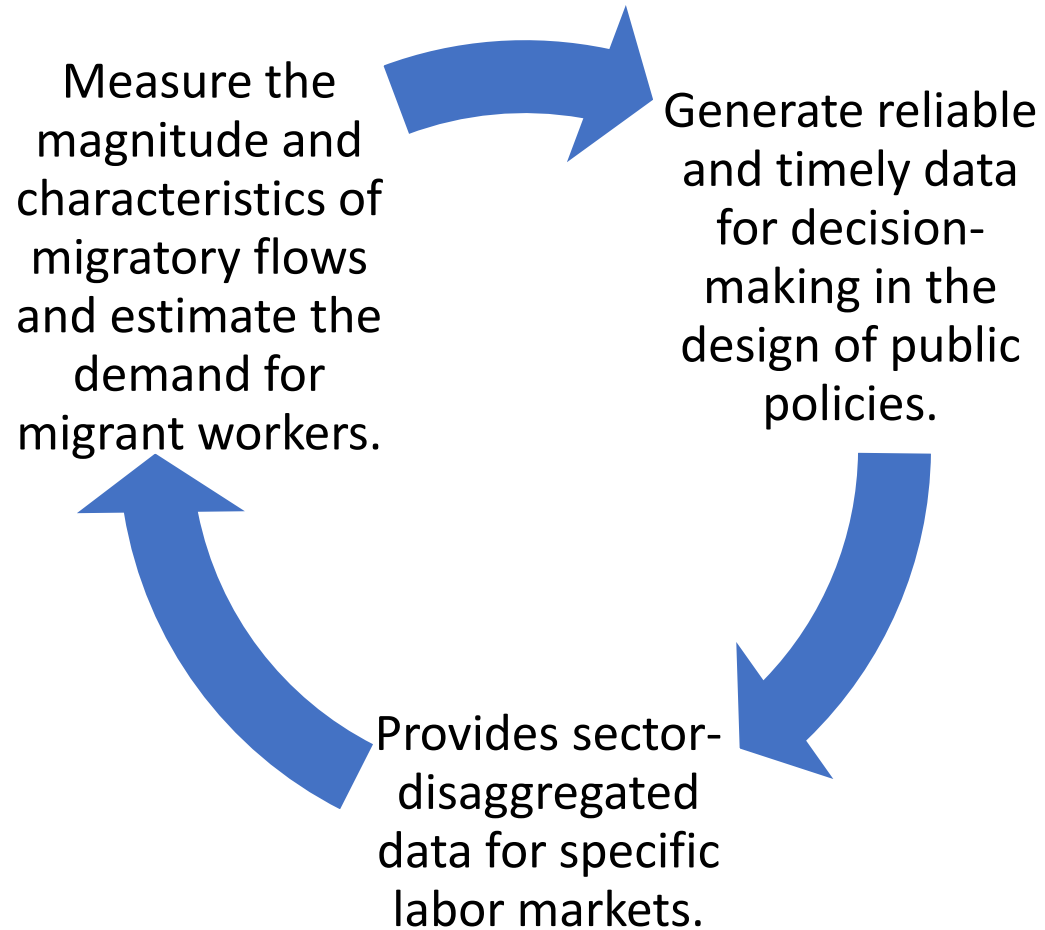 Measure the
magnitude and
characteristics of
migratory flows
and estimate the
demand for
migrant workers.
Generate reliable
and timely data
for decision-
making in the
design of public
policies.
Provides sector-
disaggregated
data for specific
labor markets.